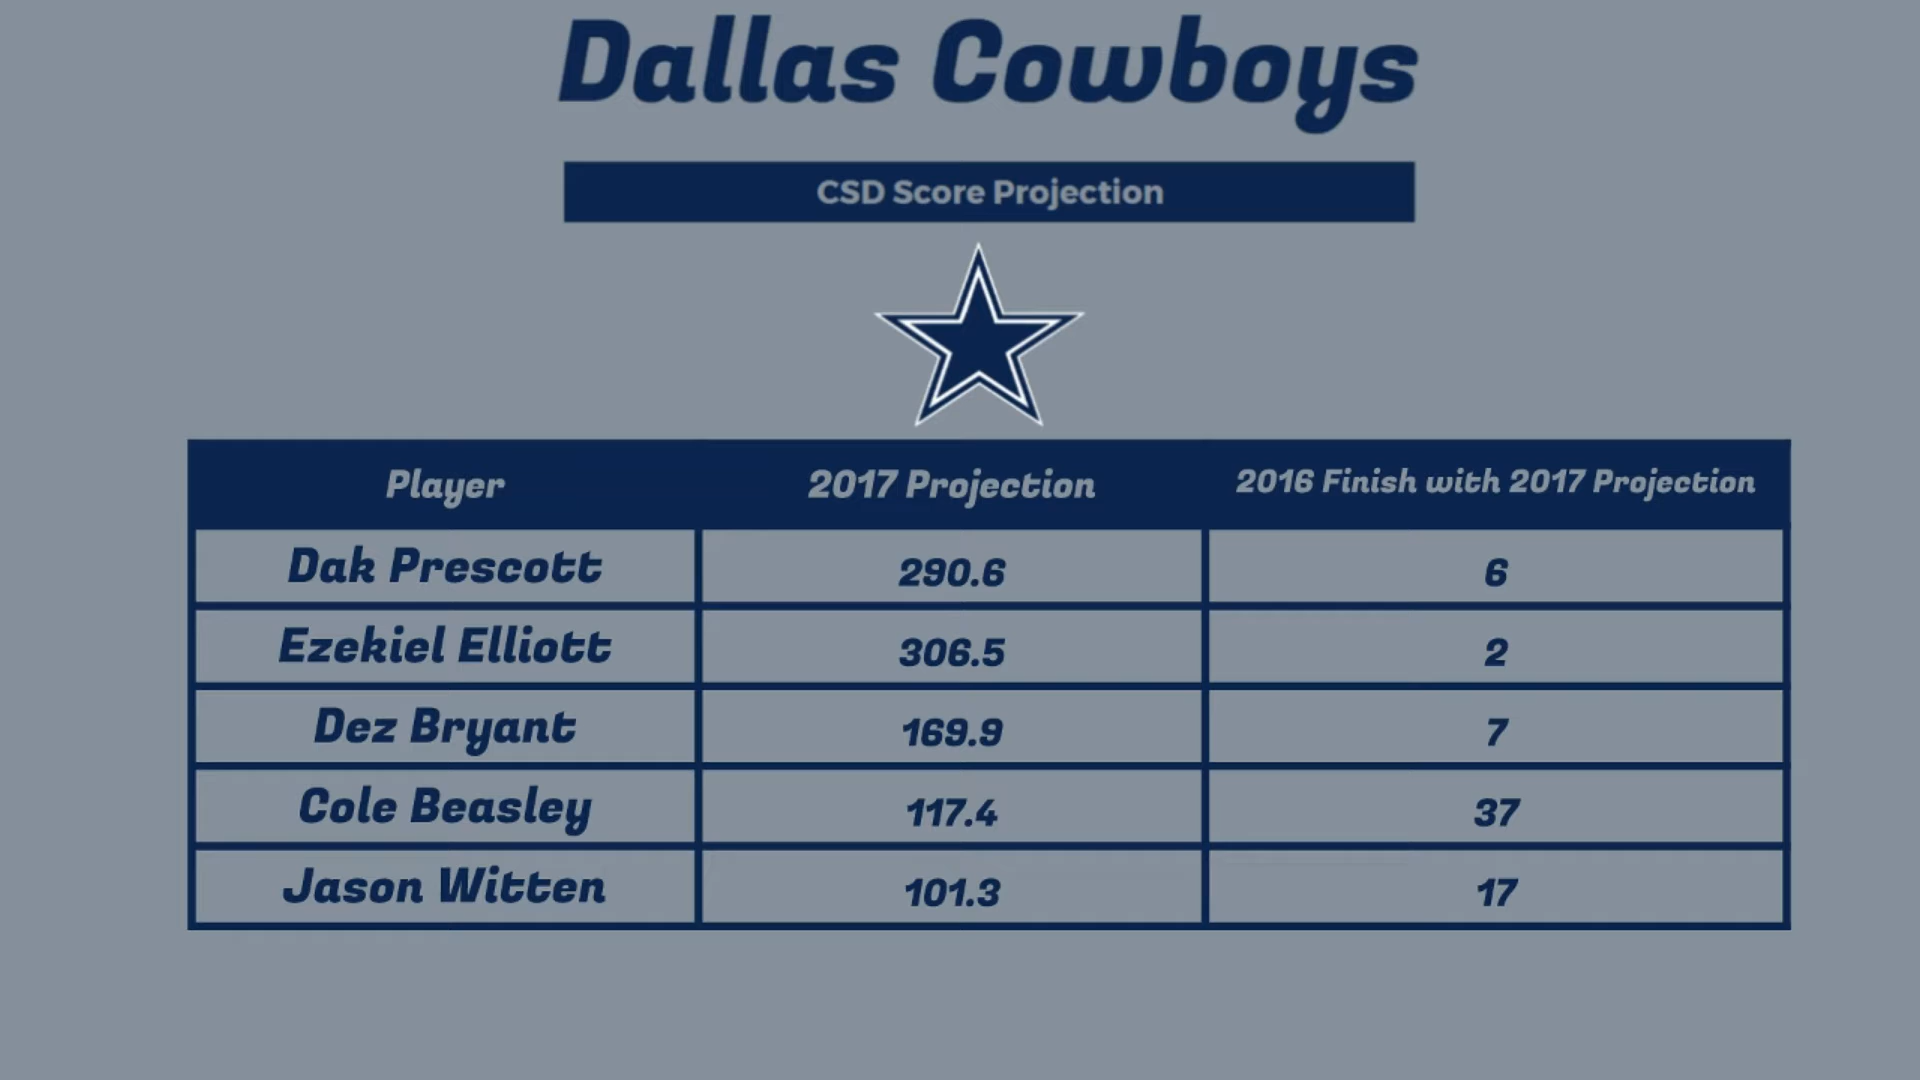 Dallas Cowboys
CSD Score Projection
Player 2017 Projection 2016 Finish with 2017 Projection
Dak Prescott 290.6 6
Ezekiel Elliott 306.5 2
Dez Bryant 169.9 7
Cole Beasley 117.4 37
Jason Witten 101.3 17